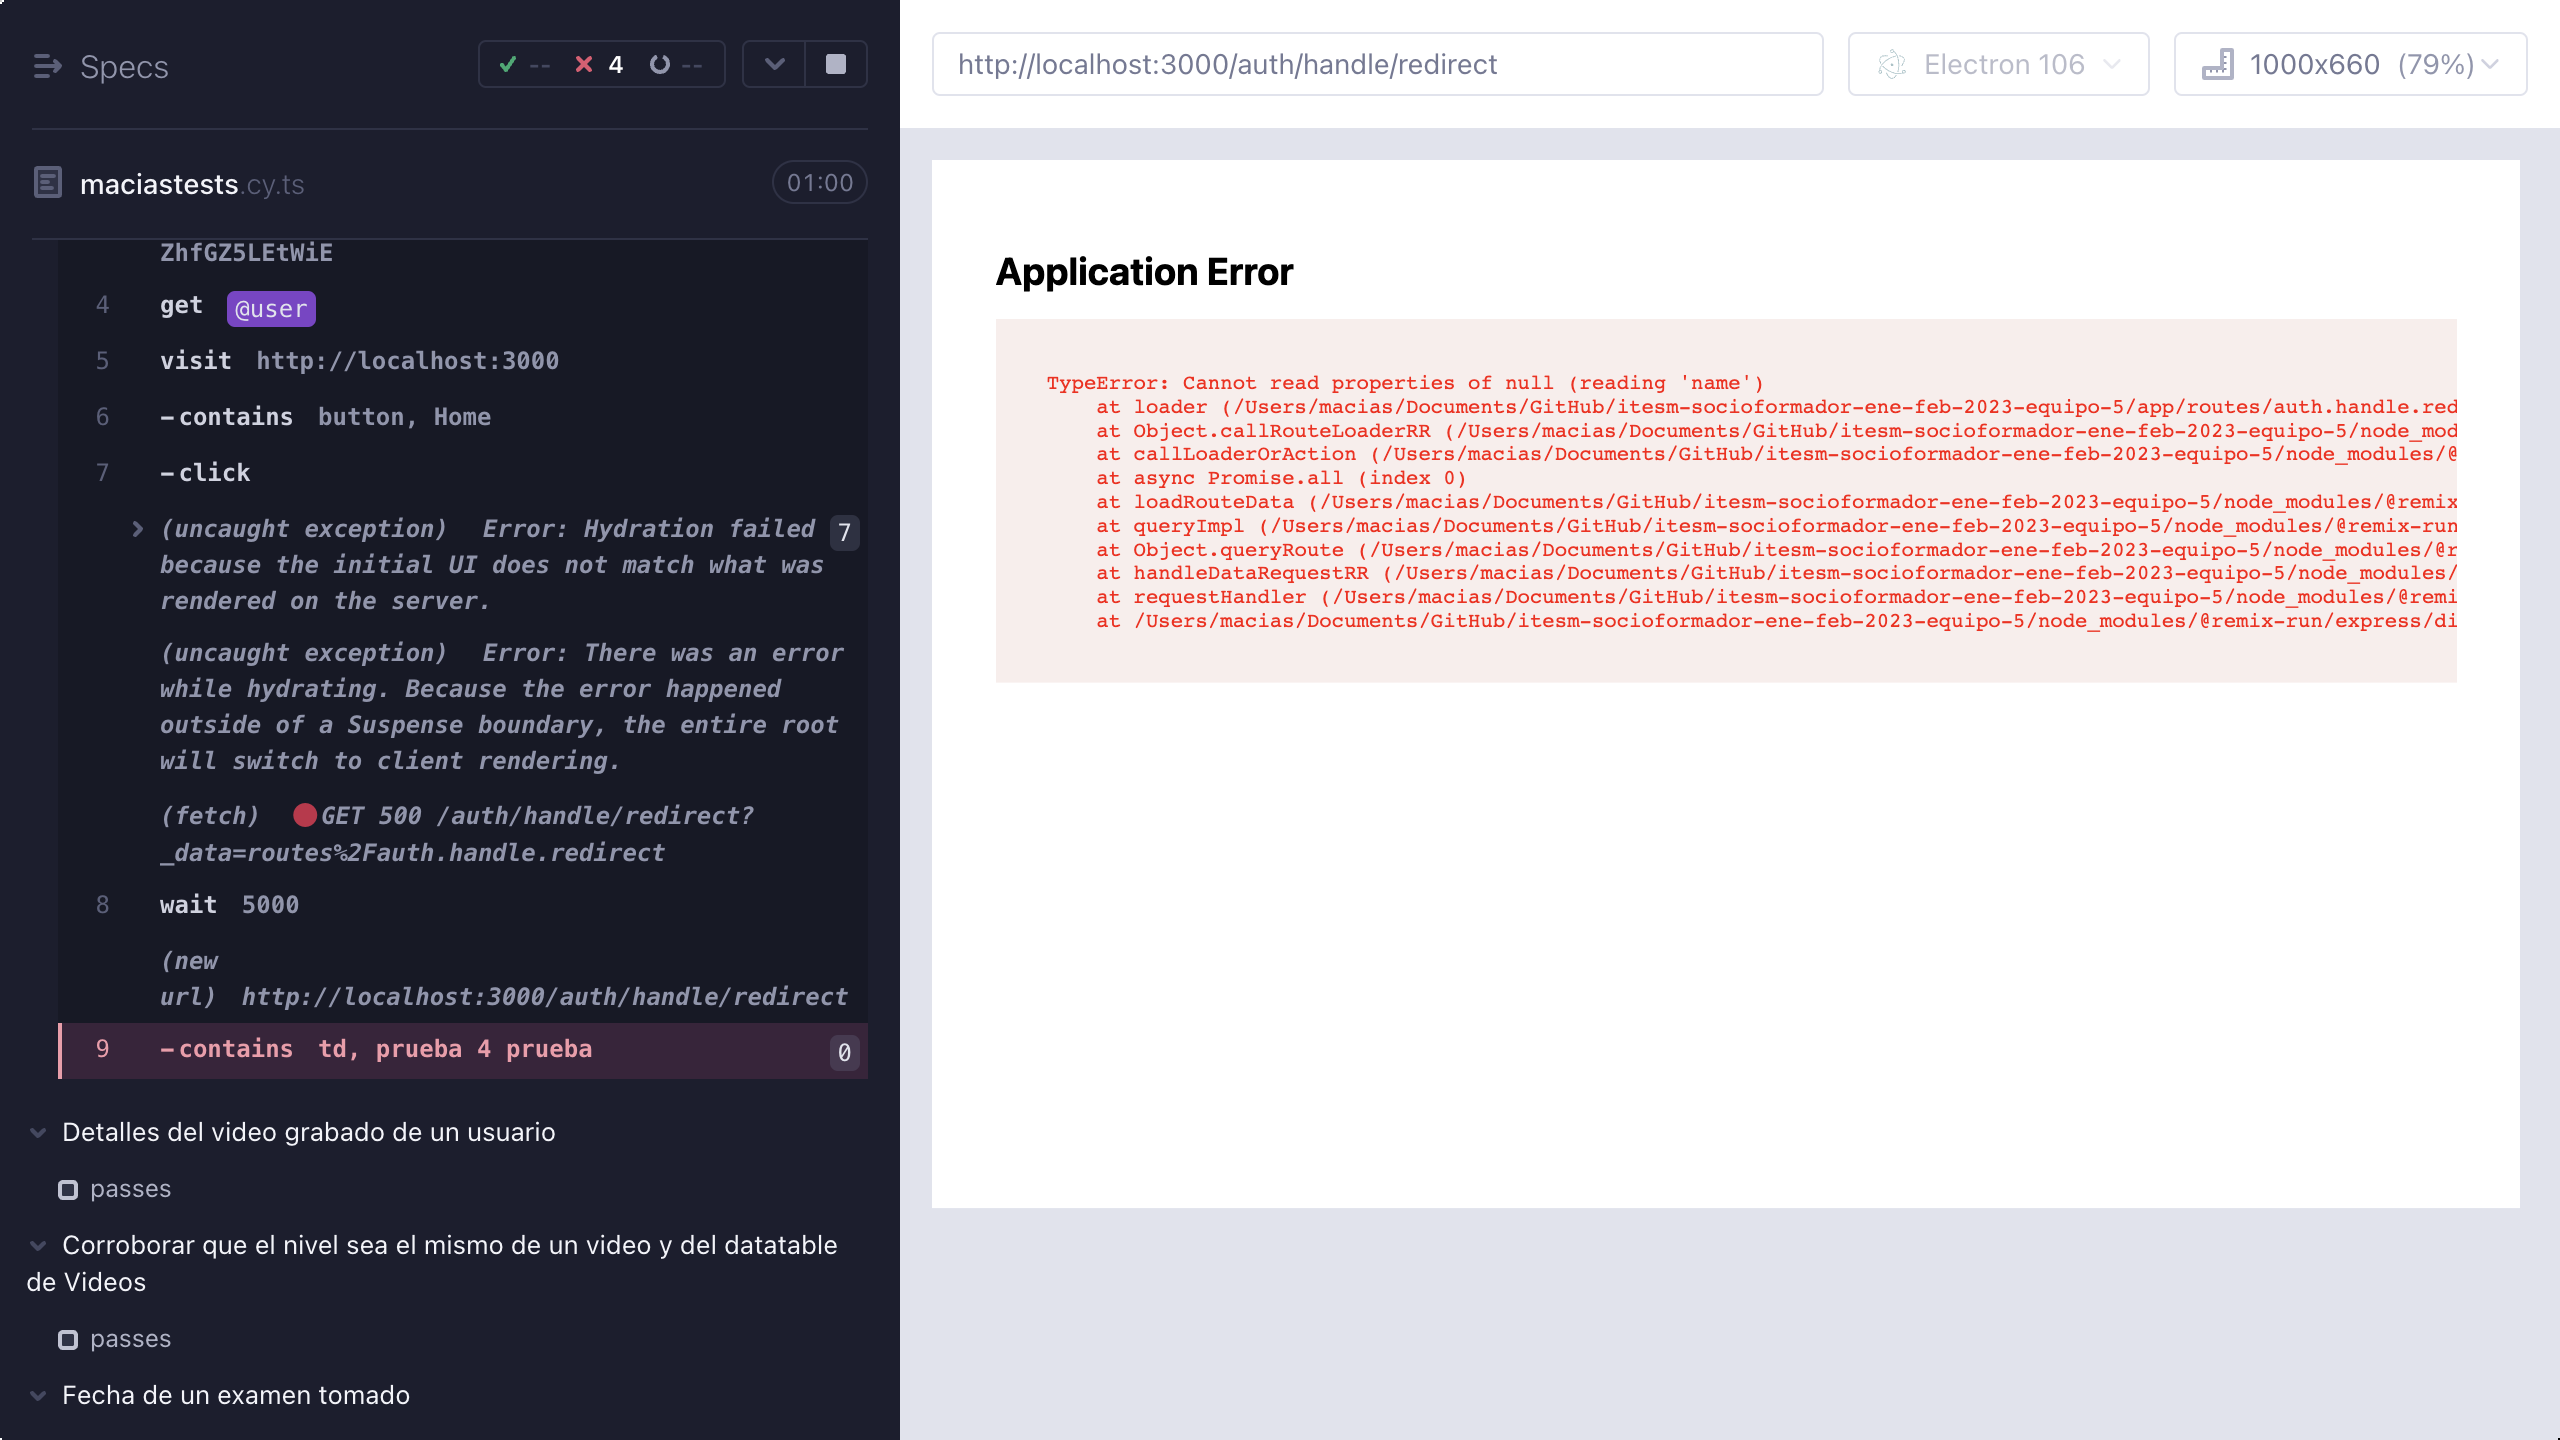 Specs
-- 4 --
maciastests.cy.ts 01:00
ZhfGZ5LEtWiE
4 get @user
5 visit http://localhost:3000
6 -contains button, Home
7 -click
(uncaught exception) Error: Hydration failed 7
because the initial UI does not match what was
rendered on the server.
(uncaught exception) Error: There was an error
while hydrating. Because the error happened
outside of a Suspense boundary, the entire root
will switch to client rendering.
(fetch) GET 500 /auth/handle/redirect?
_data=routes%2Fauth.handle.redirect
8 wait 5000
(new
url) http://localhost:3000/auth/handle/redirect
9 -contains td, prueba 4 prueba 0
Detalles del video grabado de un usuario
passes
Corroborar que el nivel sea el mismo de un video y del datatable
de Videos
passes
Fecha de un examen tomado
http://localhost:3000/auth/handle/redirect
Electron 106
1000x660 (79%)
Application Error
TypeError: Cannot read properties of null (reading 'name')
at loader (/Users/macias/Documents/GitHub/itesm-socioformador-ene-feb-2023-equipo-5/app/routes/auth.handle.red
at Object.callRouteLoaderRR (/Users/macias/Documents/GitHub/itesm-socioformador-ene-feb-2023-equipo-5/node_mod
at callLoaderOrAction (/Users/macias/Documents/GitHub/itesm-socioformador-ene-feb-2023-equipo-5/node_modules/@
at async Promise.all (index 0)
at loadRouteData (/Users/macias/Documents/GitHub/itesm-socioformador-ene-feb-2023-equipo-5/node_modules/@remix
at queryImpl (/Users/macias/Documents/GitHub/itesm-socioformador-ene-feb-2023-equipo-5/node_modules/@remix-run
at Object.queryRoute (/Users/macias/Documents/GitHub/itesm-socioformador-ene-feb-2023-equipo-5/node_modules/@r
at handleDataRequestRR (/Users/macias/Documents/GitHub/itesm-socioformador-ene-feb-2023-equipo-5/node_modules/
at requestHandler (/Users/macias/Documents/GitHub/itesm-socioformador-ene-feb-2023-equipo-5/node_modules/@remi
at /Users/macias/Documents/GitHub/itesm-socioformador-ene-feb-2023-equipo-5/node_modules/@remix-run/express/di